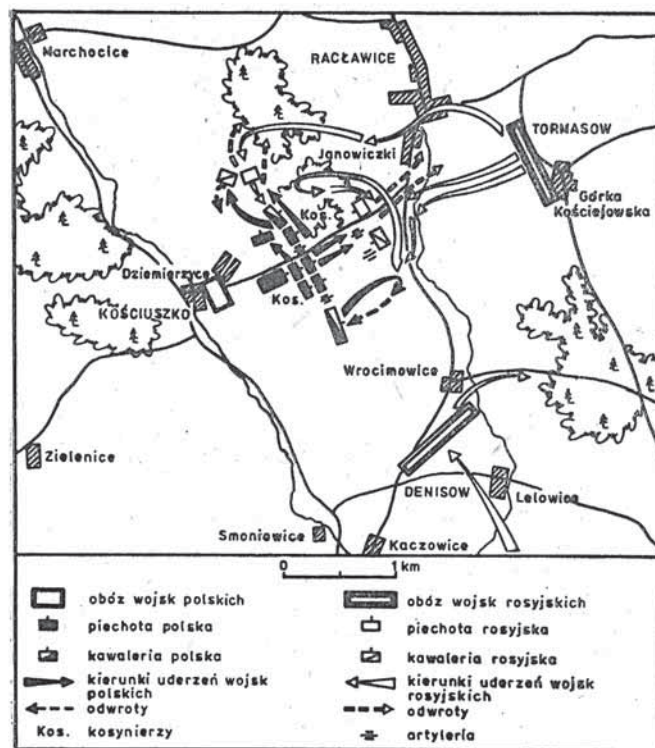 Marchocice
RACŁAWICE
TORMASOW
Janowiczki
Górka
Kościejowska
Kos.
Dziemierzyce
KOŚCIUSZKO
Kos.
Wrocimowice
Zielenice
DENISOW
Lelowice
Smoniowice
Kaczowice
0 1 km
obóz wojsk polskich
obóz wojsk rosyjskich
piechota polska
piechota rosyjska
kawaleria polska
kawaleria rosyjska
kierunki uderzeń wojsk
polskich
kierunki uderzeń wojsk
rosyjskich
odwroty
odwroty
Kos. kosynierzy
artyleria